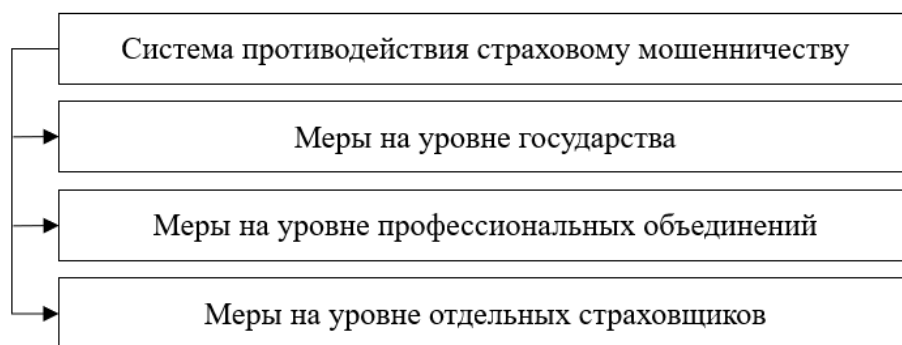 Система противодействия страховому мошенничеству
Меры на уровне государства
Меры на уровне профессиональных объединений
Меры на уровне отдельных страховщиков